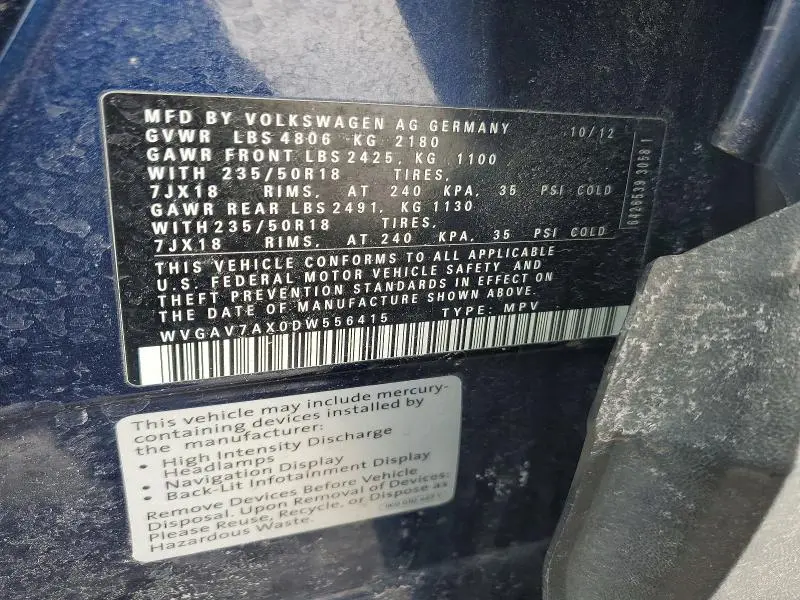 MFD BY VOLKSWAGEN AG GERMANY 10/12
GVWR LBS 4806 KG 2180
GAWR FRONT LBS 2425, KG 1100
WITH 235/50R18 TIRES,
7JX18 RIMS, AT 240 KPA, 35 PSI COLD
GAWR REAR LBS 2491, KG 1130
WITH 235/50R18 TIRES,
7JX18 RIMS, AT 240 KPA, 35 PSI COLD
THIS VEHICLE CONFORMS TO ALL APPLICABLE
U.S. FEDERAL MOTOR VEHICLE SAFETY AND
THEFT PREVENTION STANDARDS IN EFFECT ON
THE DATE OF MANUFACTURE SHOWN ABOVE.
WVGAV7AX0DW556415 TYPE: MPV
This vehicle may include mercury-
containing devices installed by
the manufacturer:
• High Intensity Discharge
Headlamps
• Navigation Display
• Back-Lit Infotainment Display
Remove Devices Before Vehicle
Disposal. Upon Removal of Devices:
Please Reuse, Recycle, or Dispose as
Hazardous Waste.